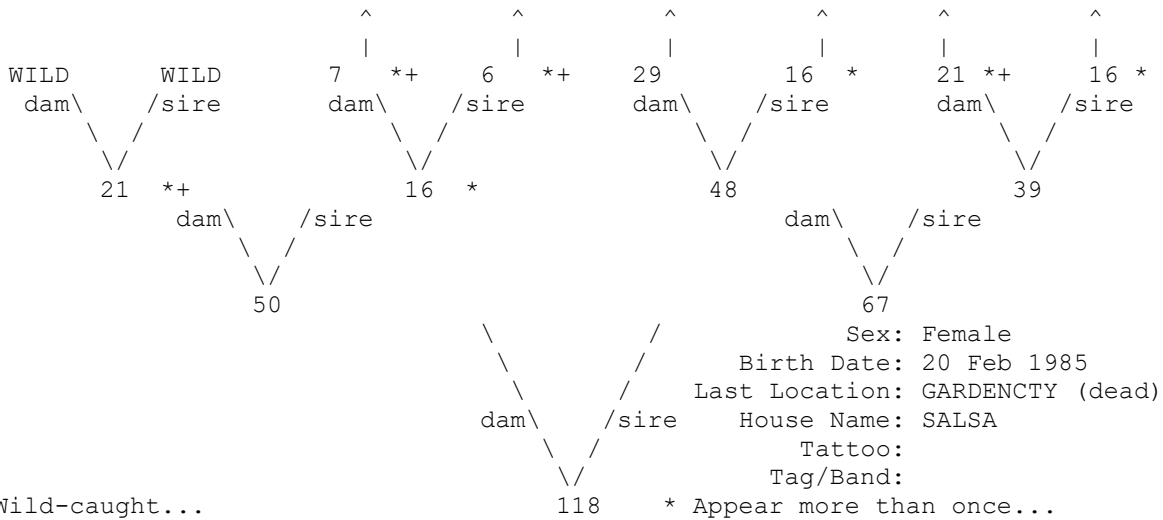 ^ ^ ^ ^ ^ ^
| | | | | |
WILD WILD 7 *+ 6 *+ 29 16 * 21 *+ 16 *
dam\ /sire dam\ /sire dam\ /sire dam\ /sire
\ / \ / \ / \ /
\/ \/ \/ \/
21 *+ 16 * 48 39
dam\ /sire dam\ /sire
\ / \ /
\/ \/
50 67
\ / Sex: Female
\ / Birth Date: 20 Feb 1985
\ / Last Location: GARDENCTY (dead)
dam\ /sire House Name: SALSA
\ / Tattoo:
\/ Tag/Band:
Wild-caught... 118 * Appear more than once...